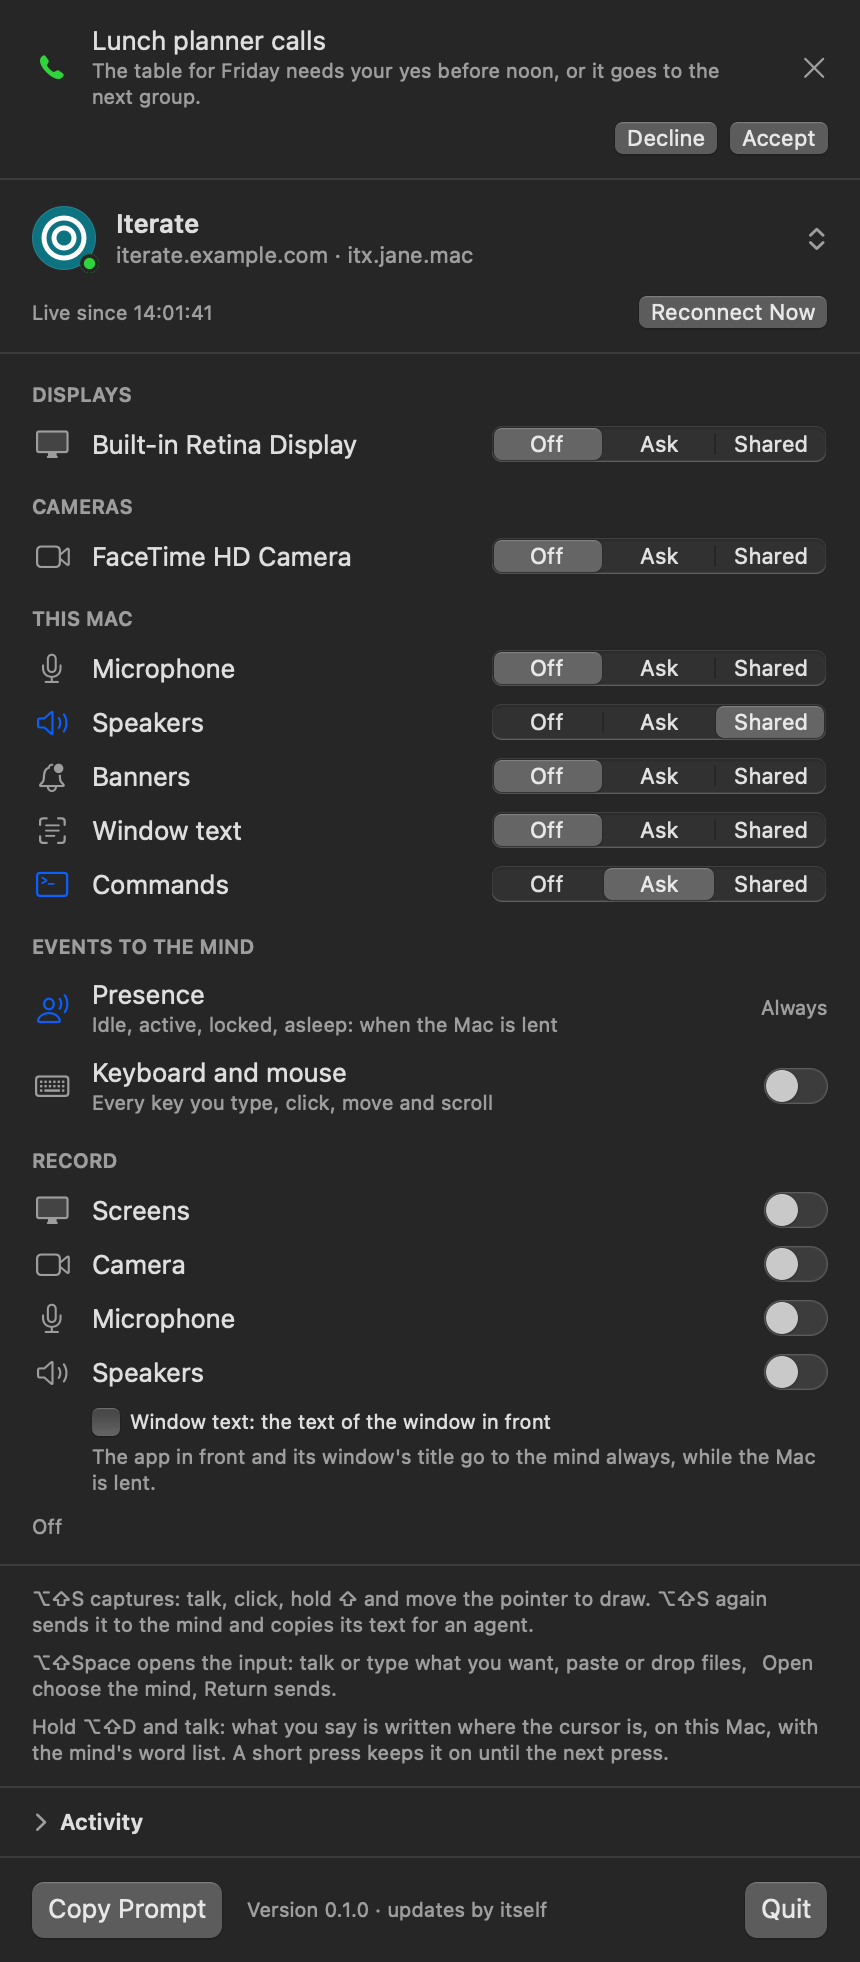 Lunch planner calls
The table for Friday needs your yes before noon, or it goes to the
next group.
Decline Accept
Iterate
iterate.example.com · itx.jane.mac
Live since 14:01:41
Reconnect Now
DISPLAYS
Built-in Retina Display Off Ask Shared
CAMERAS
FaceTime HD Camera Off Ask Shared
THIS MAC
Microphone Off Ask Shared
Speakers Off Ask Shared
Banners Off Ask Shared
Window text Off Ask Shared
Commands Off Ask Shared
EVENTS TO THE MIND
Presence
Idle, active, locked, asleep: when the Mac is lent
Always
Keyboard and mouse
Every key you type, click, move and scroll
RECORD
Screens
Camera
Microphone
Speakers
Window text: the text of the window in front
The app in front and its window's title go to the mind always, while the Mac
is lent.
Off
⌥⇧S captures: talk, click, hold ⇧ and move the pointer to draw. ⌥⇧S again
sends it to the mind and copies its text for an agent.
⌥⇧Space opens the input: talk or type what you want, paste or drop files,
choose the mind, Return sends.
Open
Hold ⌥⇧D and talk: what you say is written where the cursor is, on this Mac, with
the mind's word list. A short press keeps it on until the next press.
Activity
Copy Prompt Version 0.1.0 · updates by itself Quit